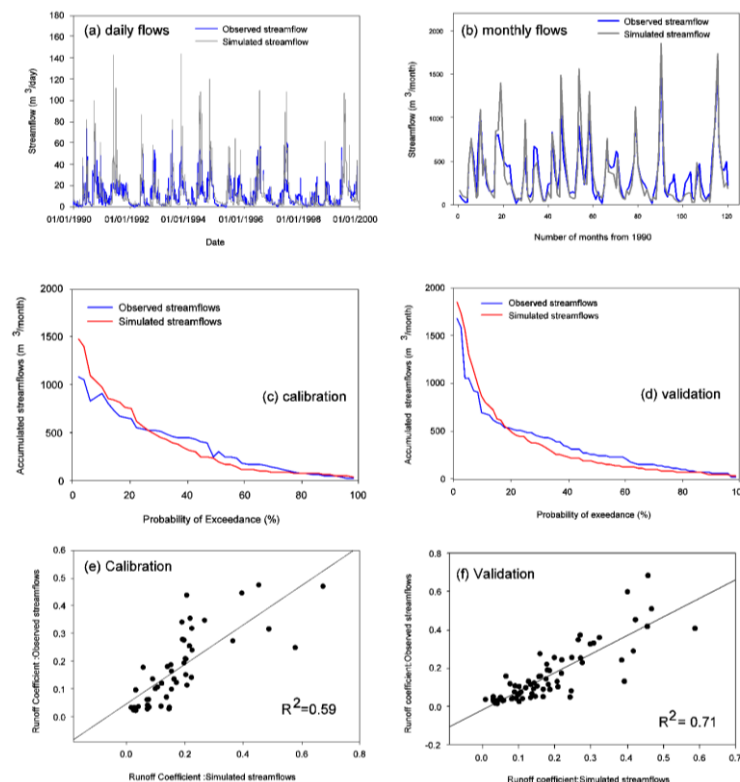 (a) daily flows
Observed streamflow
Simulated streamflow
Streamflow (m 3/day)
180
160
140
120
100
80
60
40
20
0
01/01/1990 01/01/1992 01/01/1994 01/01/1996 01/01/1998 01/01/2000
Date
(b) monthly flows
Observed streamflow
Simulated streamflow
Streamflow (m 3/month)
2000
1500
1000
500
0
0 20 40 60 80 100 120
Number of months from 1990
Observed streamflows
Simulated streamflows
(c) calibration
Accumulated streamflows (m 3/month)
2000
1500
1000
500
0
0 20 40 60 80 100
Probability of Exceedance (%)
Observed streamflows
Simulated streamflows
(d) validation
Accumulated streamflows (m 3/month)
2000
1500
1000
500
0
0 20 40 60 80 100
Probability of exeedance (%)
(e) Calibration
Runoff Coefficient :Observed streamflows
0.6
0.5
0.4
0.3
0.2
0.1
0.0
R2=0.59
0.0 0.2 0.4 0.6 0.8
Runoff Coefficient :Simulated streamflows
(f) Validation
Runoff coefficient:Observed streamflows
0.8
0.6
0.4
0.2
0.0
-0.2
R2= 0.71
0.0 0.1 0.2 0.3 0.4 0.5 0.6 0.7
Runoff coefficient:Simulated streamflows